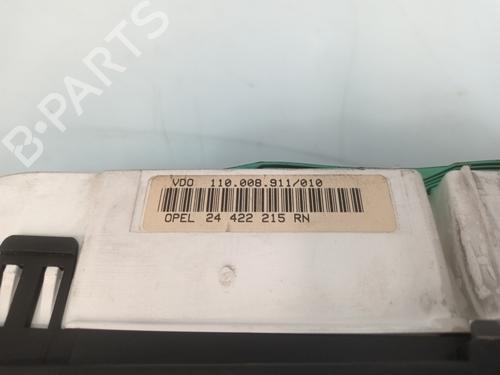 B-PARTS
VDO 110.008.911/010
OPEL 24 422 215 RN